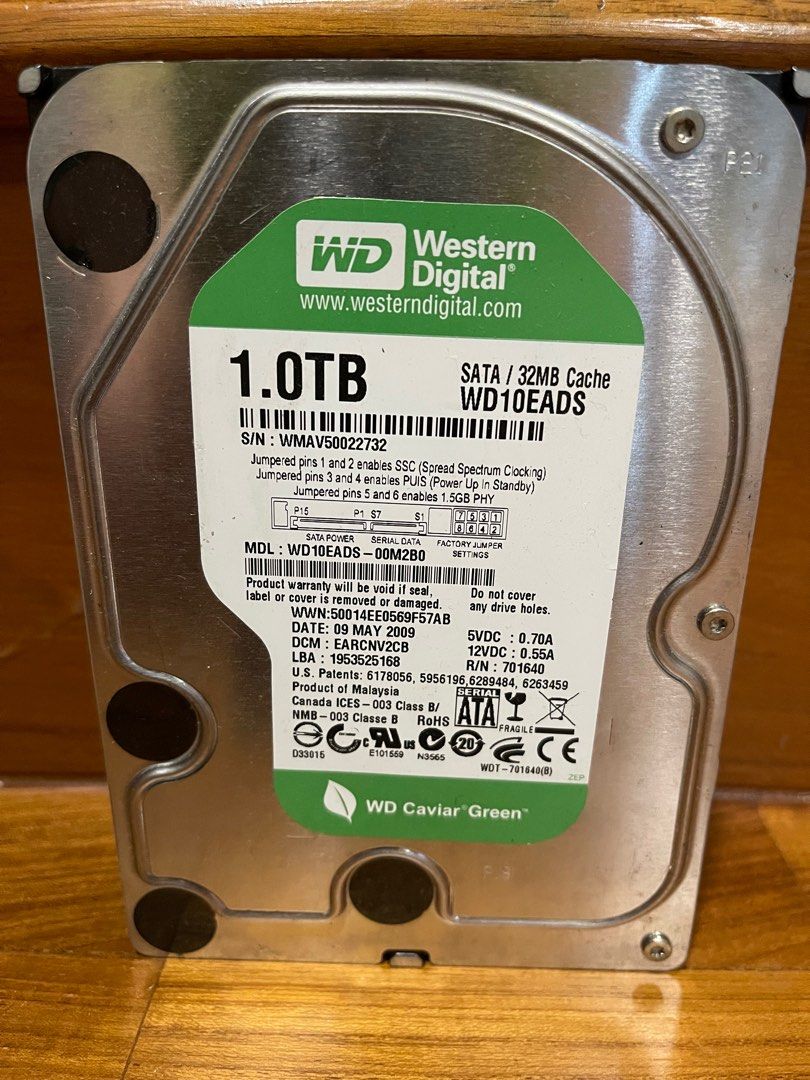 P21
WD Western Digital®
www.westerndigital.com
1.0TB
SATA / 32MB Cache
WD10EADS
S/N : WMAV50022732
Jumpered pins 1 and 2 enables SSC (Spread Spectrum Clocking)
Jumpered pins 3 and 4 enables PUIS (Power Up In Standby)
Jumpered pins 5 and 6 enables 1.5GB PHY
P15 P1 S7 S1 7 5 3 1
8 6 4 2
SATA POWER SERIAL DATA FACTORY JUMPER SETTINGS
MDL : WD10EADS-00M2B0
Product warranty will be void if seal,
label or cover is removed or damaged.
Do not cover
any drive holes.
WWN:50014EE0569F57AB
DATE: 09 MAY 2009
DCM : EARCNV2CB
LBA : 1953525168
5VDC : 0.70A
12VDC : 0.55A
R/N : 701640
U.S. Patents: 6178056, 5956196,6289484, 6263459
Product of Malaysia
Canada ICES-003 Class B/
NMB-003 Classe B RoHS
SERIAL ATA
FRAGILE
D33015
c US
E101559
N3565
20
CE
WDT-701640(B)
ZEP
WD Caviar® Green™